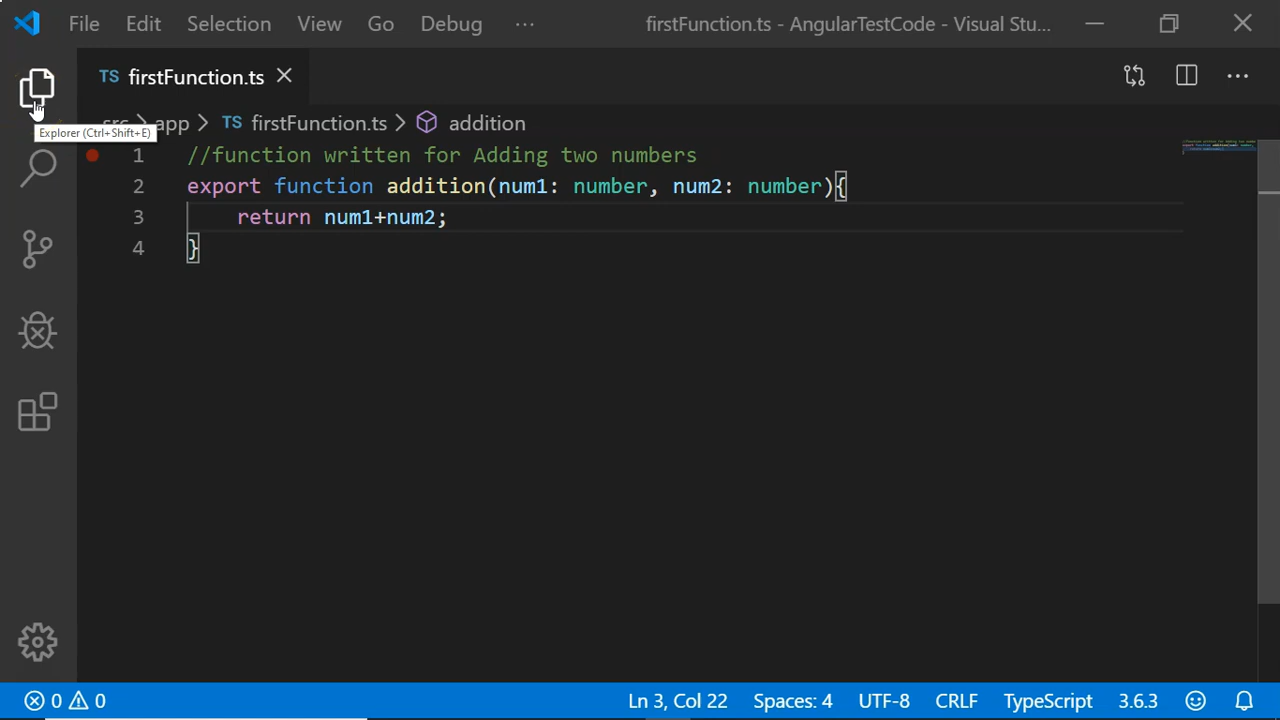 File Edit Selection View Go Debug ··· firstFunction.ts - AngularTestCode - Visual Stu...
TS firstFunction.ts
src > app > TS firstFunction.ts > addition
Explorer (Ctrl+Shift+E)
1 //function written for Adding two numbers
2 export function addition(num1: number, num2: number){
3 return num1+num2;
4 }
0 0 Ln 3, Col 22 Spaces: 4 UTF-8 CRLF TypeScript 3.6.3